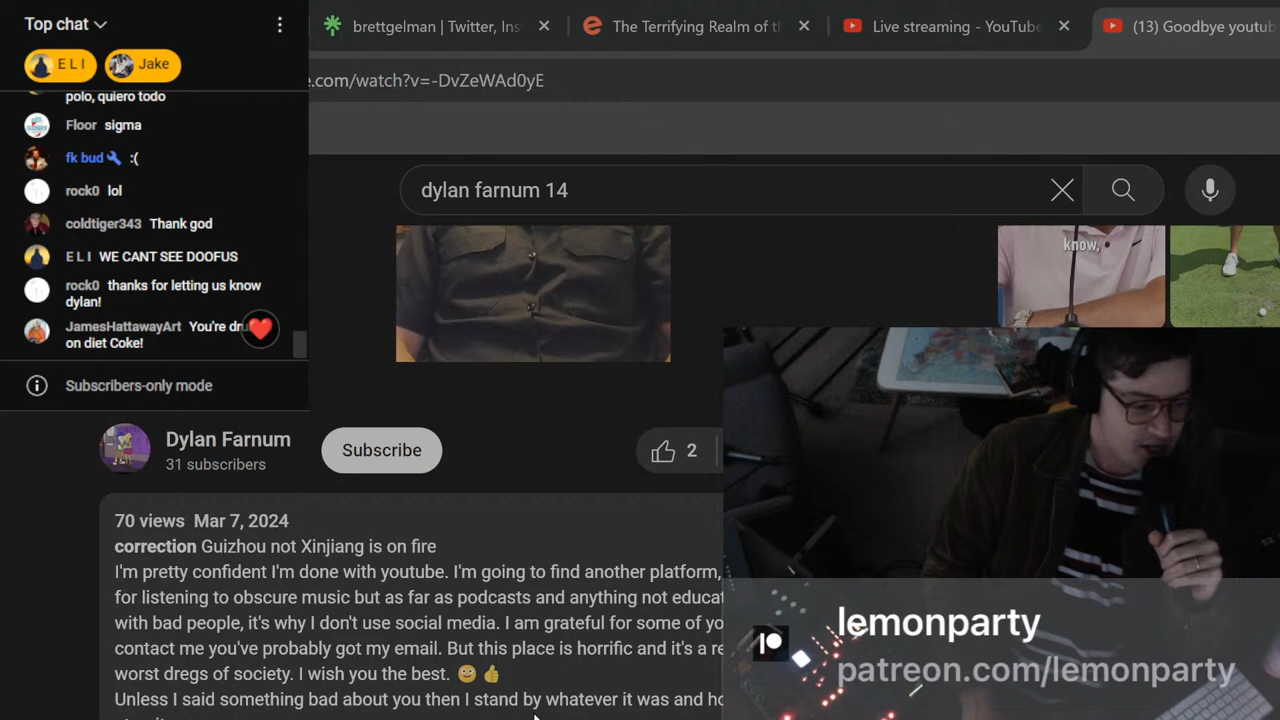 Top chat
E L I
Jake
polo, quiero todo
Floor sigma
fk bud :(
rock0 lol
coldtiger343 Thank god
E L I WE CANT SEE DOOFUS
rock0 thanks for letting us know
dylan!
JamesHattawayArt You're
on diet Coke!
Subscribers-only mode
brettgelman | Twitter, Ins
The Terrifying Realm of th
Live streaming - YouTube
(13) Goodbye youtub
e.com/watch?v=-DvZeWAd0yE
dylan farnum 14
know,
Dylan Farnum
31 subscribers
Subscribe
2
70 views Mar 7, 2024
correction Guizhou not Xinjiang is on fire
I'm pretty confident I'm done with youtube. I'm going to find another platform,
for listening to obscure music but as far as podcasts and anything not educat
with bad people, it's why I don't use social media. I am grateful for some of yo
contact me you've probably got my email. But this place is horrific and it's a re
worst dregs of society. I wish you the best.
Unless I said something bad about you then I stand by whatever it was and ho
lemonparty
patreon.com/lemonparty